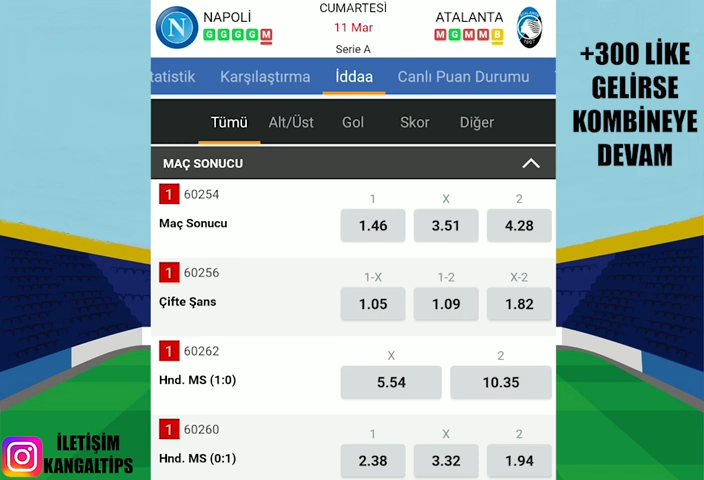 NAPOLİ
G G G G M
CUMARTESİ
11 Mar
Serie A
ATALANTA
M G M M B
tatistik Karşılaştırma İddaa Canlı Puan Durumu
Tümü Alt/Üst Gol Skor Diğer
MAÇ SONUCU
1 60254
Maç Sonucu
1 X 2
1.46 3.51 4.28
1 60256
Çifte Şans
1-X 1-2 X-2
1.05 1.09 1.82
1 60262
Hnd. MS (1:0)
X 2
5.54 10.35
1 60260
Hnd. MS (0:1)
1 X 2
2.38 3.32 1.94
+300 LİKE
GELİRSE
KOMBİNEYE
DEVAM
İLETİŞİM
KANGALTİPS